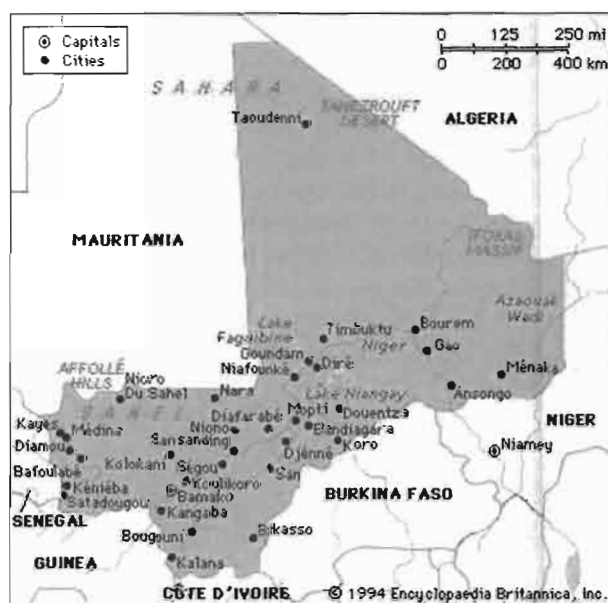 Capitals
Cities
0 125 250 mi
0 200 400 km
SAHARA
TANEZROUFT
DESERT
Taoudenni
ALGERIA
MAURITANIA
IFORAS
MASSIF
Azaouak
Wadi
Lake
Faguibine
Timbuktu
Bourem
Goundam
Niger
Gao
Diré
AFFOLLÉ
HILLS
Niafounké
Ménaka
Nioro
Du Sahel
Nara
Lake Niangay
Ansongo
SAHEL
Mopti
Douentza
NIGER
Kayes
Médina
Diafarabé
Niono
Bandiagara
Diamou
Sansanding
Djénné
Koro
Niamey
Bafoulabé
Kolokani
Ségou
San
Kéniéba
Koulikoro
BURKINA FASO
Satadougou
Bamako
SENEGAL
Kangaba
Bougouni
Sikasso
GUINEA
Kalana
CÔTE D'IVOIRE
© 1994 Encyclopaedia Britannica, Inc.